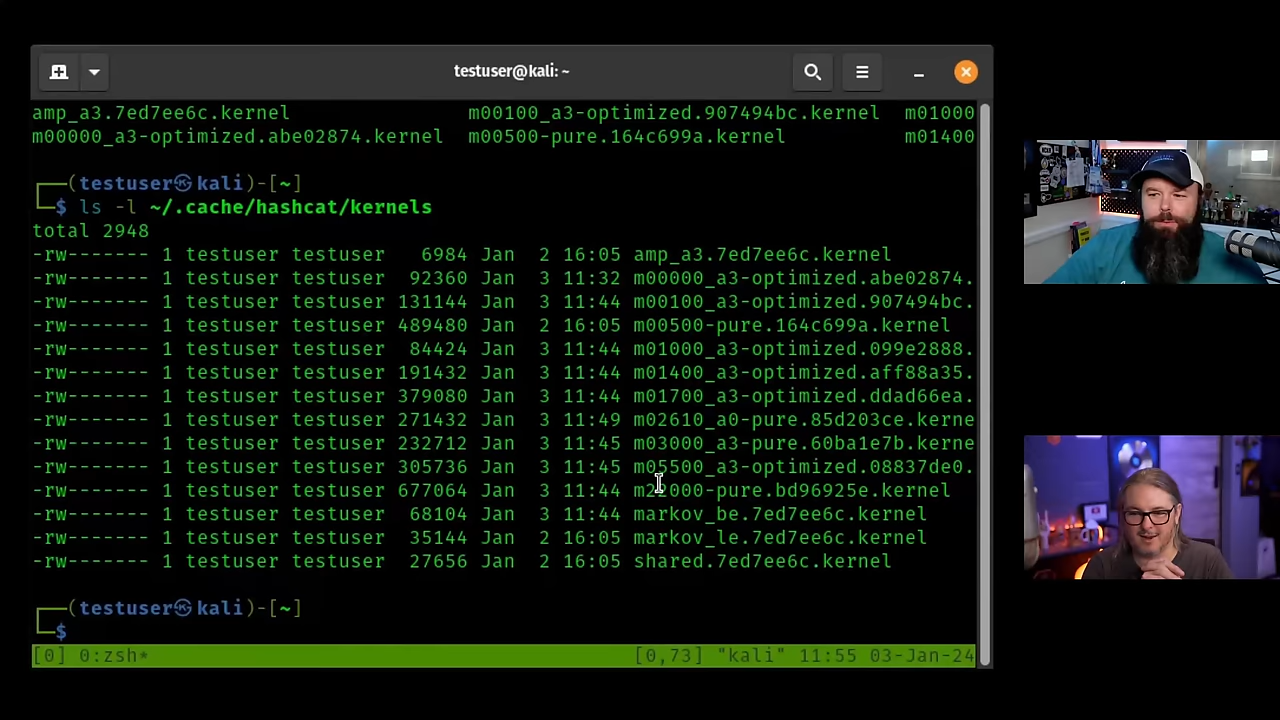 testuser@kali: ~
amp_a3.7ed7ee6c.kernel m00100_a3-optimized.907494bc.kernel m01000
m00000_a3-optimized.abe02874.kernel m00500-pure.164c699a.kernel m01400
┌──(testuser㉿kali)-[~]
└─$ ls -l ~/.cache/hashcat/kernels
total 2948
-rw------- 1 testuser testuser 6984 Jan 2 16:05 amp_a3.7ed7ee6c.kernel
-rw------- 1 testuser testuser 92360 Jan 3 11:32 m00000_a3-optimized.abe02874.
-rw------- 1 testuser testuser 131144 Jan 3 11:44 m00100_a3-optimized.907494bc.
-rw------- 1 testuser testuser 489480 Jan 2 16:05 m00500-pure.164c699a.kernel
-rw------- 1 testuser testuser 84424 Jan 3 11:44 m01000_a3-optimized.099e2888.
-rw------- 1 testuser testuser 191432 Jan 3 11:44 m01400_a3-optimized.aff88a35.
-rw------- 1 testuser testuser 379080 Jan 3 11:44 m01700_a3-optimized.ddad66ea.
-rw------- 1 testuser testuser 271432 Jan 3 11:49 m02610_a0-pure.85d203ce.kerne
-rw------- 1 testuser testuser 232712 Jan 3 11:45 m03000_a3-pure.60ba1e7b.kerne
-rw------- 1 testuser testuser 305736 Jan 3 11:45 m05500_a3-optimized.08837de0.
-rw------- 1 testuser testuser 677064 Jan 3 11:44 m22000-pure.bd96925e.kernel
-rw------- 1 testuser testuser 68104 Jan 3 11:44 markov_be.7ed7ee6c.kernel
-rw------- 1 testuser testuser 35144 Jan 2 16:05 markov_le.7ed7ee6c.kernel
-rw------- 1 testuser testuser 27656 Jan 2 16:05 shared.7ed7ee6c.kernel
┌──(testuser㉿kali)-[~]
└─$
[0] 0:zsh* [0,73] "kali" 11:55 03-Jan-24